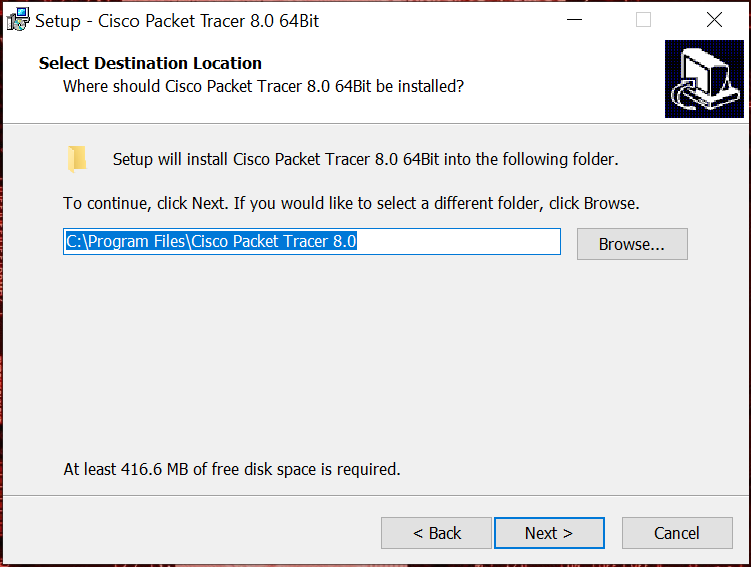 Setup - Cisco Packet Tracer 8.0 64Bit
Select Destination Location
Where should Cisco Packet Tracer 8.0 64Bit be installed?
Setup will install Cisco Packet Tracer 8.0 64Bit into the following folder.
To continue, click Next. If you would like to select a different folder, click Browse.
C:\Program Files\Cisco Packet Tracer 8.0
Browse...
At least 416.6 MB of free disk space is required.
< Back
Next >
Cancel